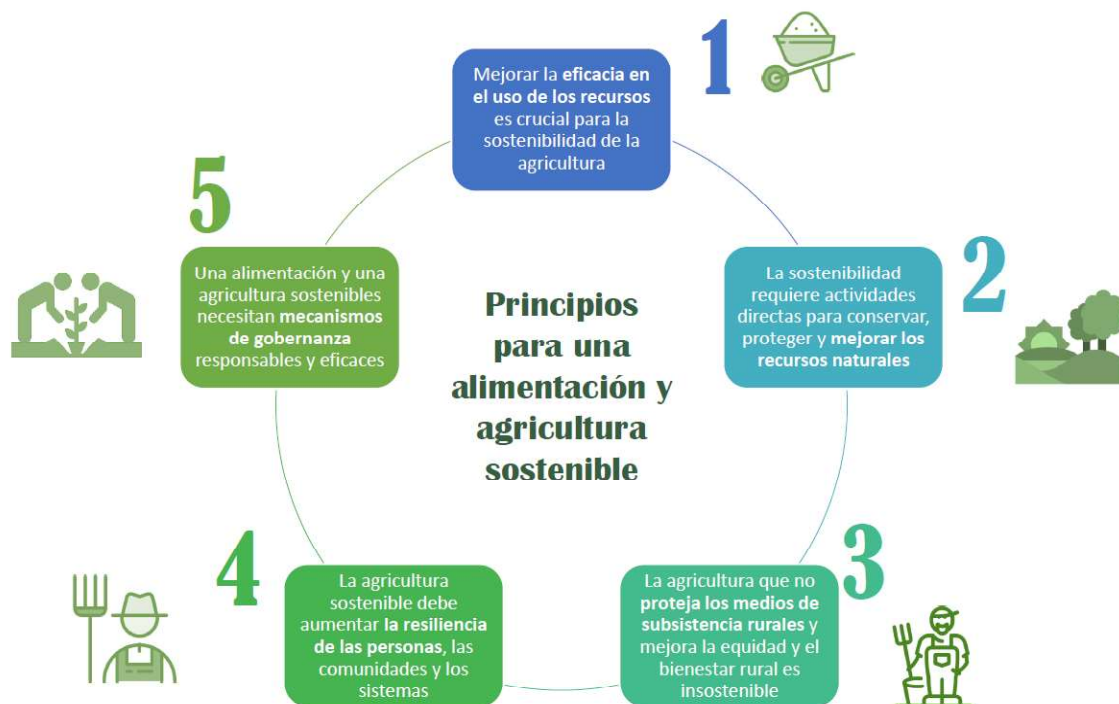 Principios
para una
alimentación y
agricultura
sostenible
1
Mejorar la eficacia en
el uso de los recursos
es crucial para la
sostenibilidad de la
agricultura
2
La sostenibilidad
requiere actividades
directas para conservar,
proteger y mejorar los
recursos naturales
3
La agricultura que no
proteja los medios de
subsistencia rurales y
mejora la equidad y el
bienestar rural es
insostenible
4
La agricultura
sostenible debe
aumentar la resiliencia
de las personas, las
comunidades y los
sistemas
5
Una alimentación y una
agricultura sostenibles
necesitan mecanismos
de gobernanza
responsables y eficaces